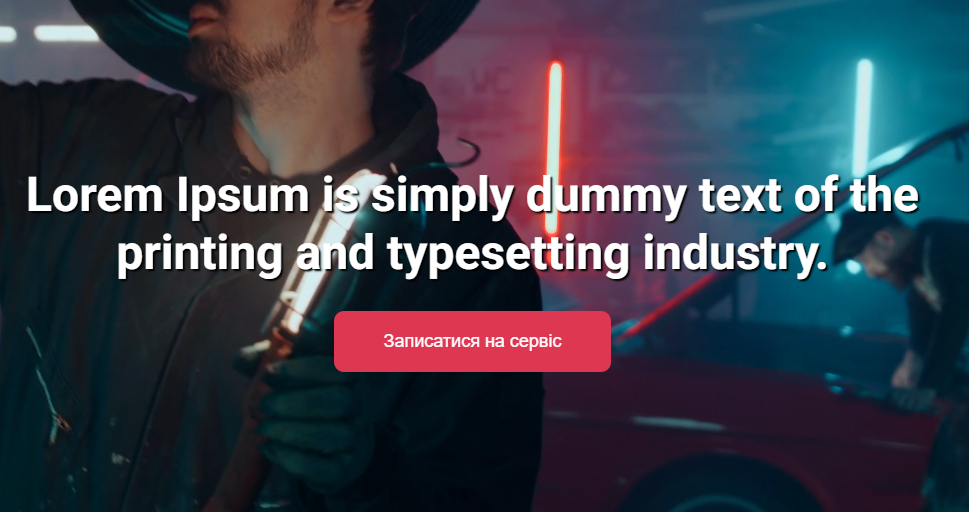 Lorem Ipsum is simply dummy text of the
printing and typesetting industry.
Записатися на сервіс